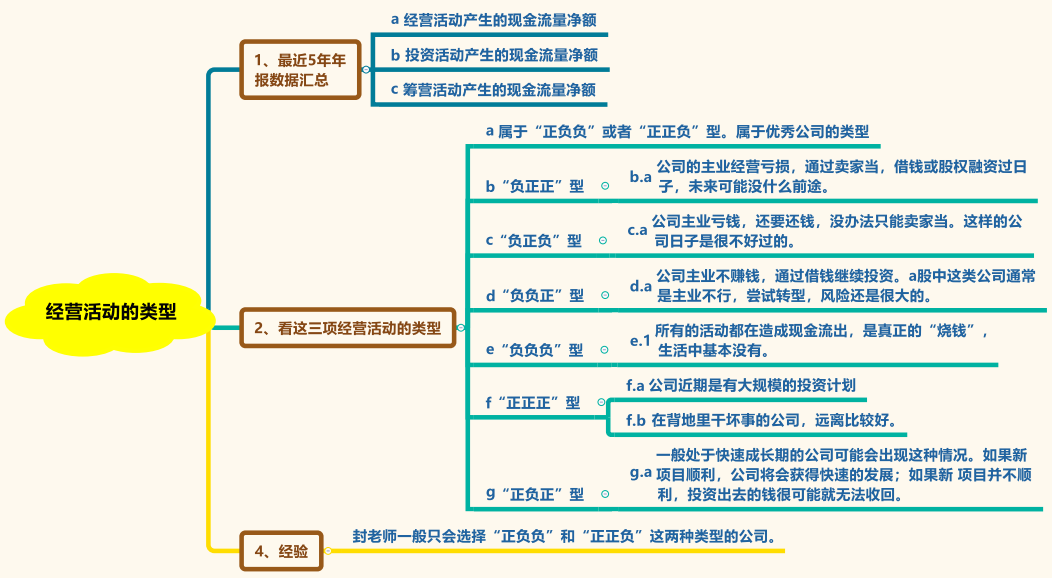 经营活动的类型
1、最近5年年
报数据汇总
a 经营活动产生的现金流量净额
b 投资活动产生的现金流量净额
c 筹营活动产生的现金流量净额
2、看这三项经营活动的类型
a 属于“正负负”或者“正正负”型。属于优秀公司的类型
b“负正正”型
b.a 公司的主业经营亏损，通过卖家当，借钱或股权融资过日
子，未来可能没什么前途。
c“负正负”型
c.a 公司主业亏钱，还要还钱，没办法只能卖家当。这样的公
司日子是很不好过的。
d“负负正”型
d.a 公司主业不赚钱，通过借钱继续投资。a股中这类公司通常
是主业不行，尝试转型，风险还是很大的。
e“负负负”型
e.1 所有的活动都在造成现金流出，是真正的“烧钱”，
生活中基本没有。
f“正正正”型
f.a 公司近期是有大规模的投资计划
f.b 在背地里干坏事的公司，远离比较好。
g“正负正”型
g.a 一般处于快速成长期的公司可能会出现这种情况。如果新
项目顺利，公司将会获得快速的发展；如果新 项目并不顺
利，投资出去的钱很可能就无法收回。
4、经验
封老师一般只会选择“正负负”和“正正负”这两种类型的公司。